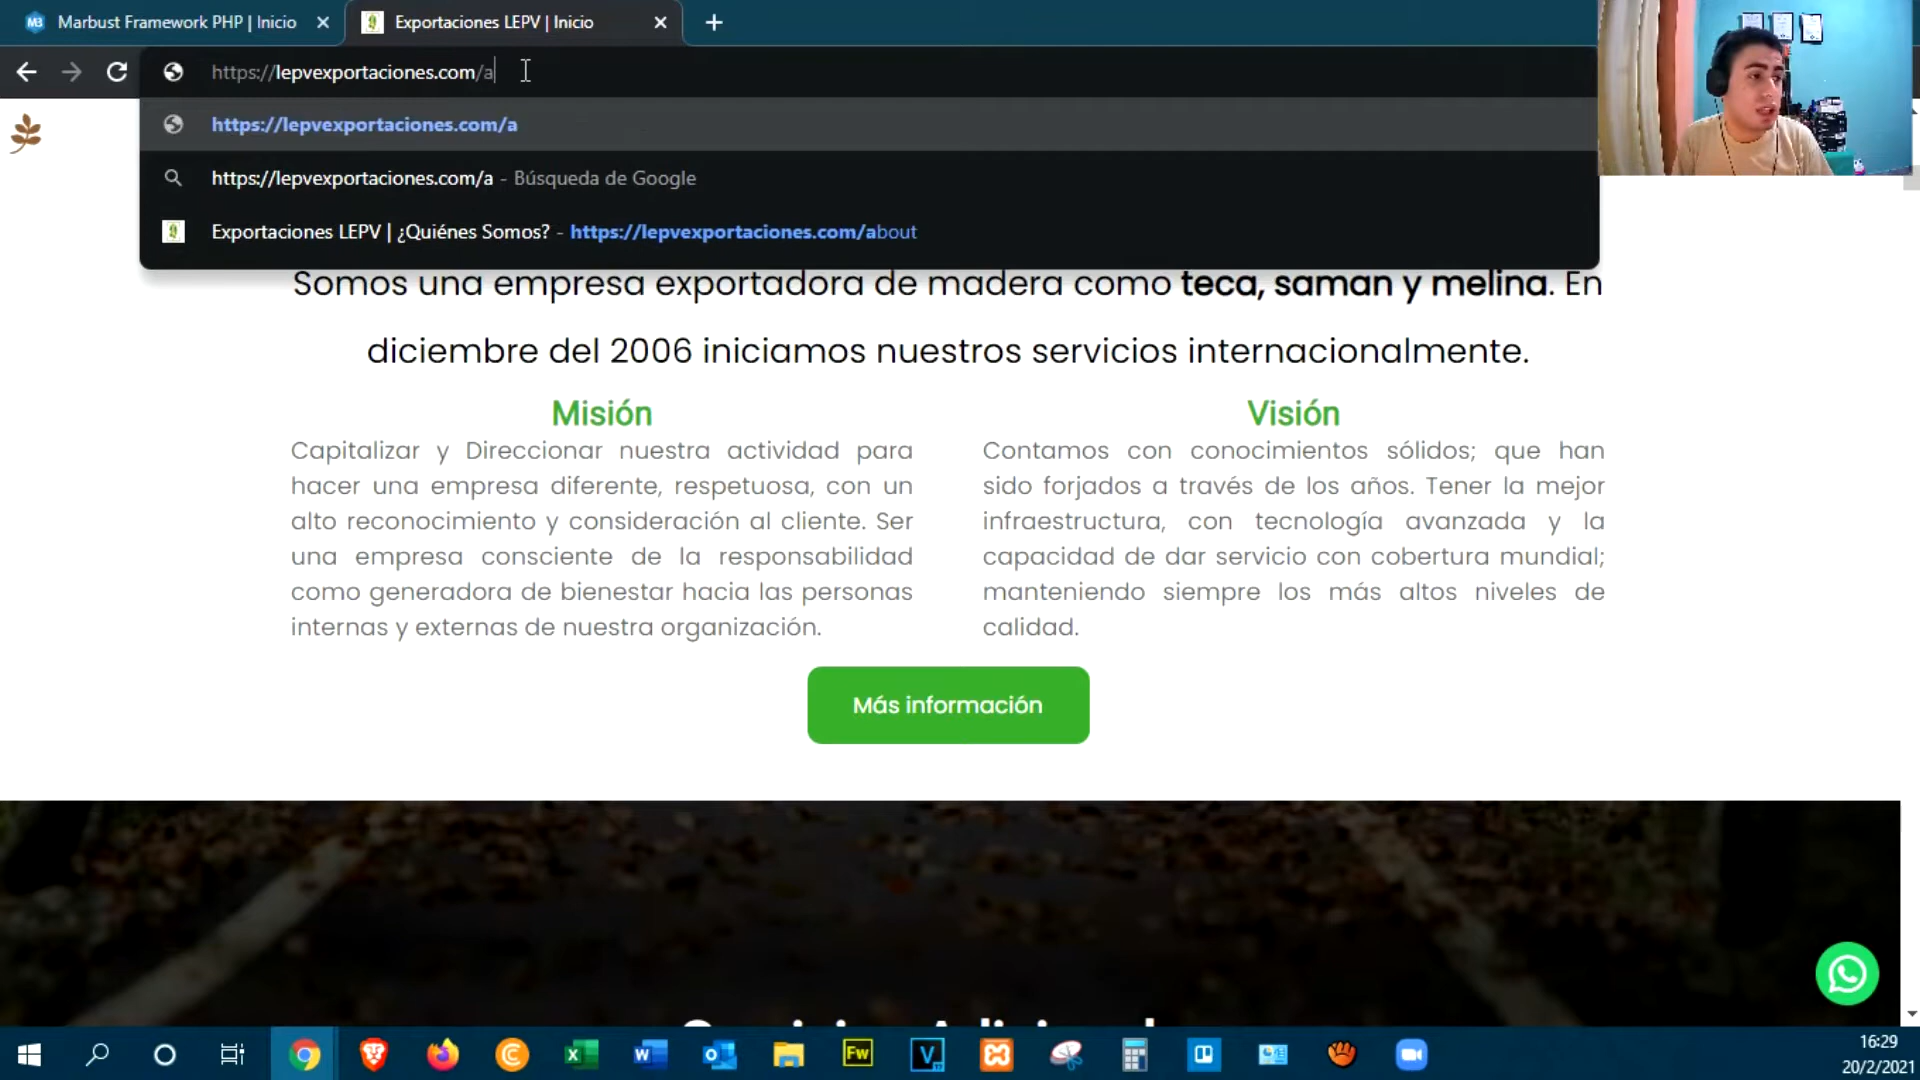 Marbust Framework PHP | Inicio
Exportaciones LEPV | Inicio
https://lepvexportaciones.com/a
https://lepvexportaciones.com/a
https://lepvexportaciones.com/a - Búsqueda de Google
Exportaciones LEPV | ¿Quiénes Somos? - https://lepvexportaciones.com/about
Somos una empresa exportadora de madera como teca, saman y melina. En
diciembre del 2006 iniciamos nuestros servicios internacionalmente.
Misión
Capitalizar y Direccionar nuestra actividad para
hacer una empresa diferente, respetuosa, con un
alto reconocimiento y consideración al cliente. Ser
una empresa consciente de la responsabilidad
como generadora de bienestar hacia las personas
internas y externas de nuestra organización.
Visión
Contamos con conocimientos sólidos; que han
sido forjados a través de los años. Tener la mejor
infraestructura, con tecnología avanzada y la
capacidad de dar servicio con cobertura mundial;
manteniendo siempre los más altos niveles de
calidad.
Más información
Fw
16:29
20/2/2021